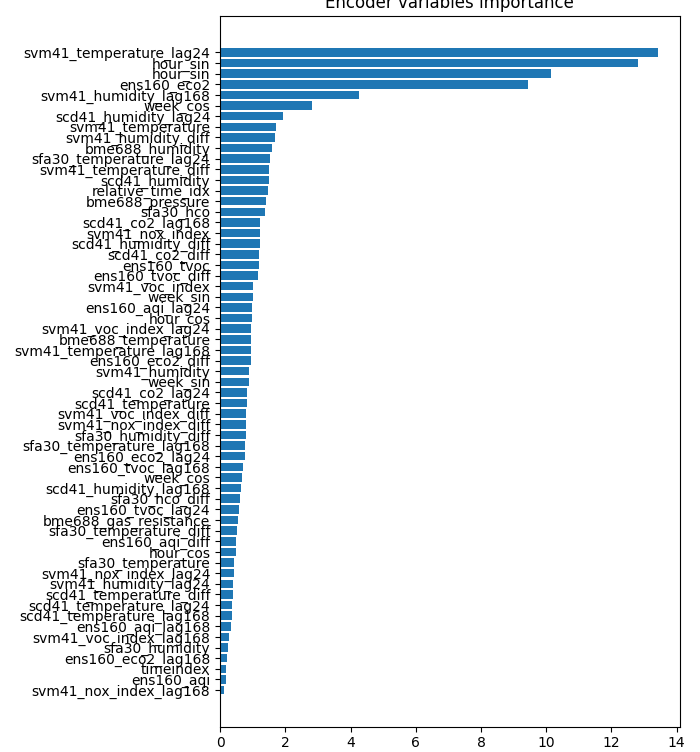 Encoder variables importance
svm41_temperature_lag24
hour_sin
hour_sin
ens160_eco2
svm41_humidity_lag168
week_cos
scd41_humidity_lag24
svm41_temperature
svm41_humidity_diff
bme688_humidity
sfa30_temperature_lag24
svm41_temperature_diff
scd41_humidity
relative_time_idx
bme688_pressure
sfa30_hco
scd41_co2_lag168
svm41_nox_index
scd41_humidity_diff
scd41_co2_diff
ens160_tvoc
ens160_tvoc_diff
svm41_voc_index
week_sin
ens160_aqi_lag24
hour_cos
svm41_voc_index_lag24
bme688_temperature
svm41_temperature_lag168
ens160_eco2_diff
svm41_humidity
week_sin
scd41_co2_lag24
scd41_temperature
svm41_voc_index_diff
svm41_nox_index_diff
sfa30_humidity_diff
sfa30_temperature_lag168
ens160_eco2_lag24
ens160_tvoc_lag168
week_cos
scd41_humidity_lag168
sfa30_hco_diff
ens160_tvoc_lag24
bme688_gas_resistance
sfa30_temperature_diff
ens160_aqi_diff
hour_cos
sfa30_temperature
svm41_nox_index_lag24
svm41_humidity_lag24
scd41_temperature_diff
scd41_temperature_lag24
scd41_temperature_lag168
ens160_aqi_lag168
svm41_voc_index_lag168
sfa30_humidity
ens160_eco2_lag168
timeindex
ens160_aqi
svm41_nox_index_lag168
0 2 4 6 8 10 12 14